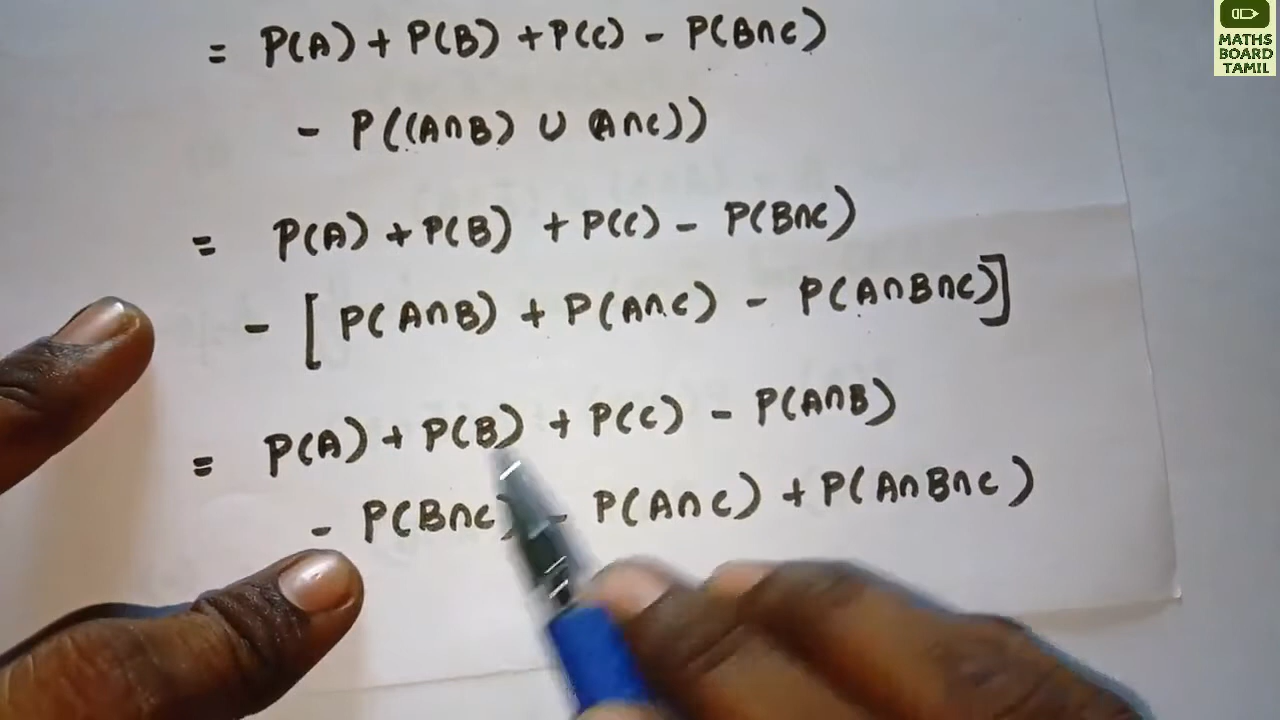 = P(A) + P(B) + P(C) - P(B∩C)
- P((A∩B) ∪ (A∩C))
= P(A) + P(B) + P(C) - P(B∩C)
- [P(A∩B) + P(A∩C) - P(A∩B∩C)]
= P(A) + P(B) + P(C) - P(A∩B)
- P(B∩C) - P(A∩C) + P(A∩B∩C)
MATHS
BOARD
TAMIL